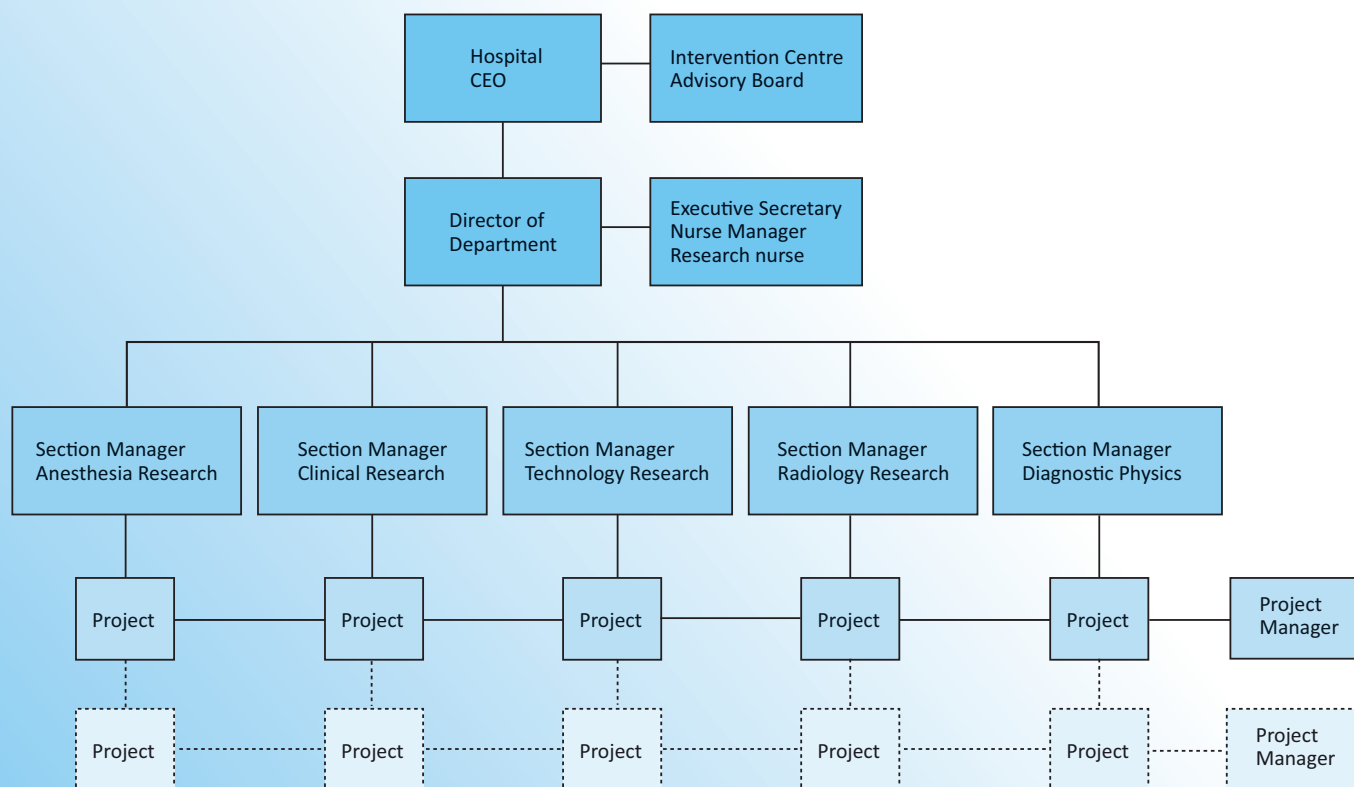 Hospital
CEO
Intervention Centre
Advisory Board
Director of
Department
Executive Secretary
Nurse Manager
Research nurse
Section Manager
Anesthesia Research
Section Manager
Clinical Research
Section Manager
Technology Research
Section Manager
Radiology Research
Section Manager
Diagnostic Physics
Project
Project
Project
Project
Project
Project
Manager
Project
Project
Project
Project
Project
Project
Manager